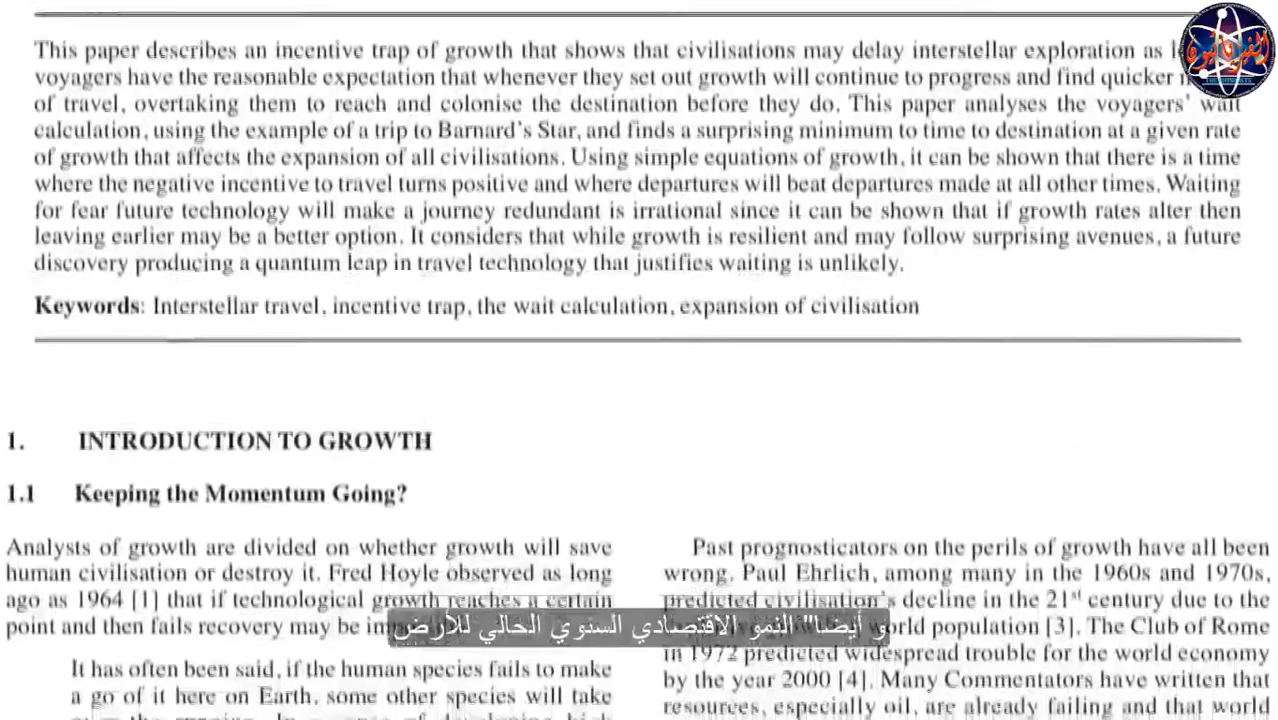 This paper describes an incentive trap of growth that shows that civilisations may delay interstellar exploration as
voyagers have the reasonable expectation that whenever they set out growth will continue to progress and find quicker
of travel, overtaking them to reach and colonise the destination before they do. This paper analyses the voyagers' wait
calculation, using the example of a trip to Barnard's Star, and finds a surprising minimum to time to destination at a given rate
of growth that affects the expansion of all civilisations. Using simple equations of growth, it can be shown that there is a time
where the negative incentive to travel turns positive and where departures will beat departures made at all other times. Waiting
for fear future technology will make a journey redundant is irrational since it can be shown that if growth rates alter then
leaving earlier may be a better option. It considers that while growth is resilient and may follow surprising avenues, a future
discovery producing a quantum leap in travel technology that justifies waiting is unlikely.
Keywords: Interstellar travel, incentive trap, the wait calculation, expansion of civilisation
1. INTRODUCTION TO GROWTH
1.1 Keeping the Momentum Going?
Analysts of growth are divided on whether growth will save
human civilisation or destroy it. Fred Hoyle observed as long
ago as 1964 [1] that if technological growth reaches a certain
point and then fails recovery may be
It has often been said, if the human species fails to make
a go of it here on Earth, some other species will take
Past prognosticators on the perils of growth have all been
wrong. Paul Ehrlich, among many in the 1960s and 1970s,
predicted civilisation's decline in the 21st century due to the
world population [3]. The Club of Rome
in 1972 predicted widespread trouble for the world economy
by the year 2000 [4]. Many Commentators have written that
resources, especially oil, are already failing and that world
و أيضا" النمو الاقتصادي السنوي الحالي للأرض